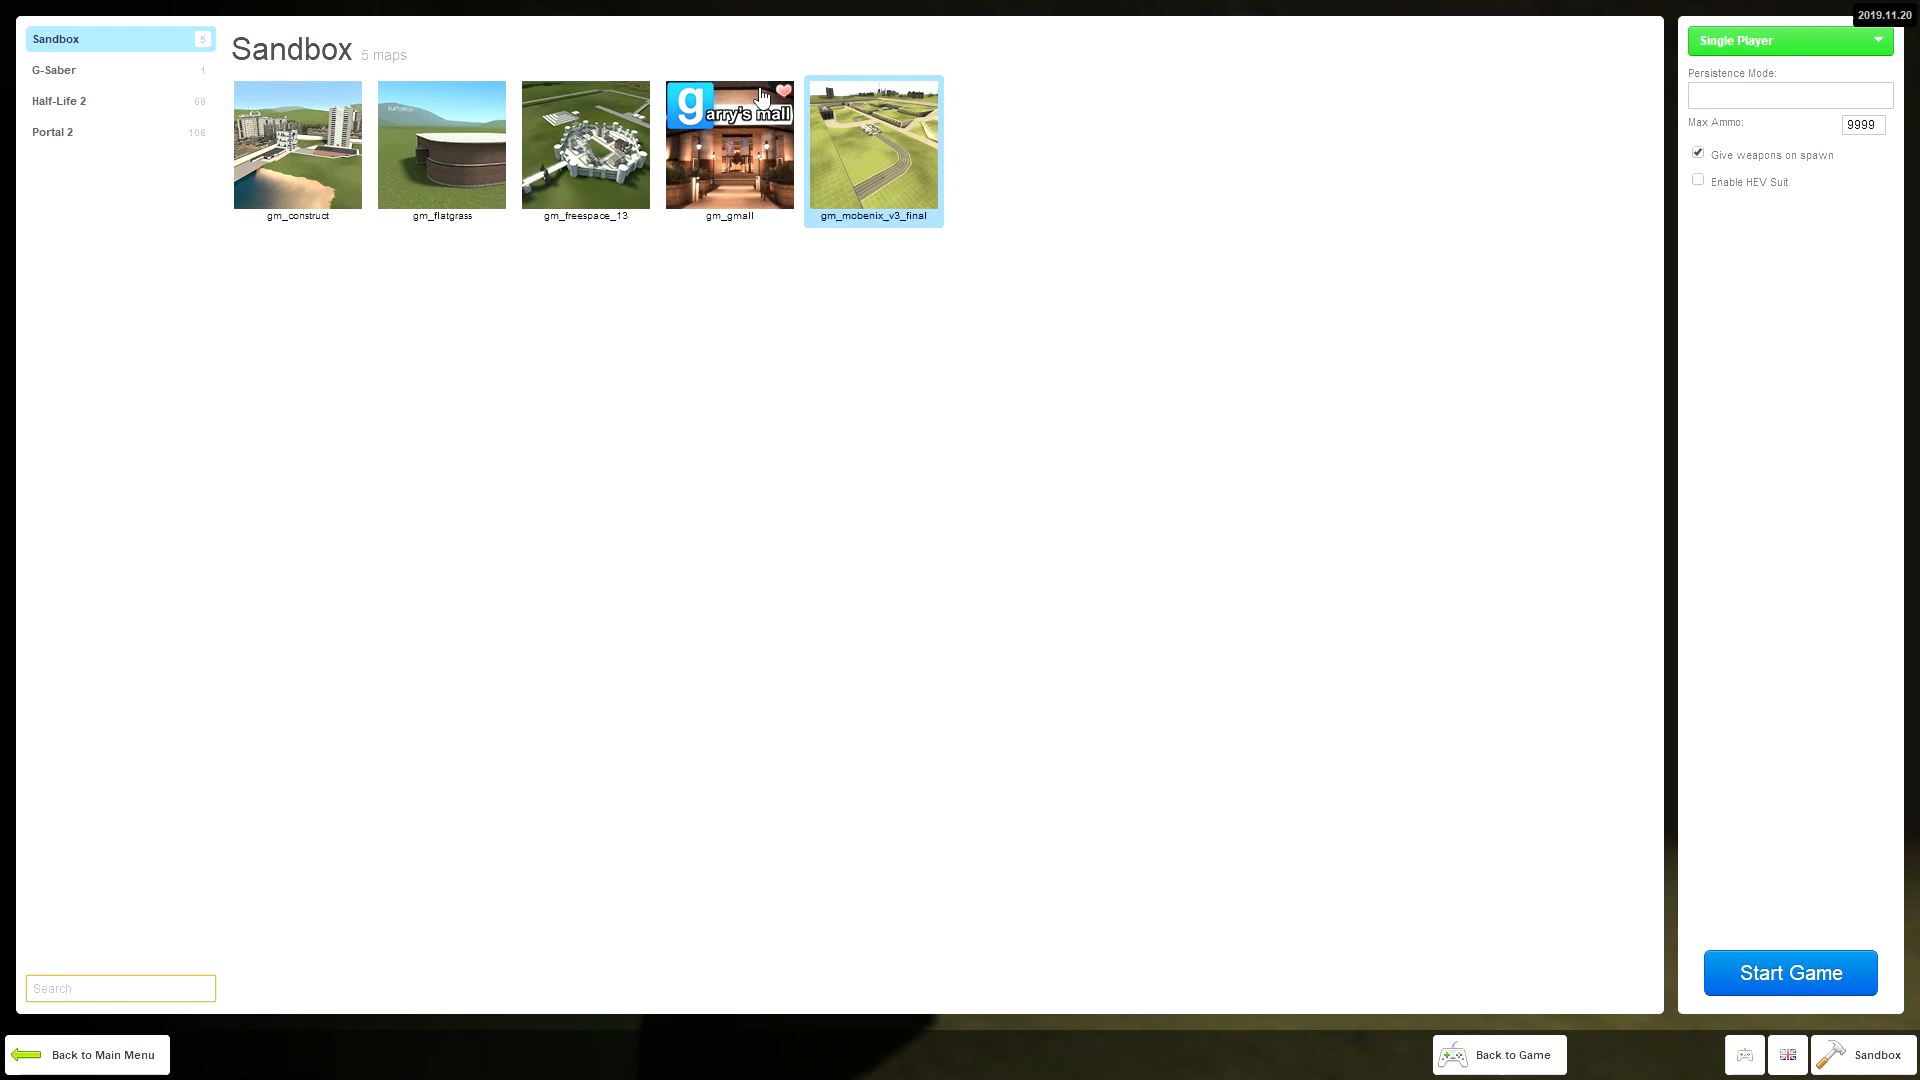 2019.11.20
Sandbox 5
G-Saber 1
Half-Life 2 68
Portal 2 106
Sandbox 5 maps
garry's mall
gm_construct
gm_flatgrass
gm_freespace_13
gm_gmall
gm_mobenix_v3_final
Single Player
Persistence Mode:
Max Ammo: 9999
Give weapons on spawn
Enable HEV Suit
Start Game
Search
Back to Main Menu
Back to Game
Sandbox